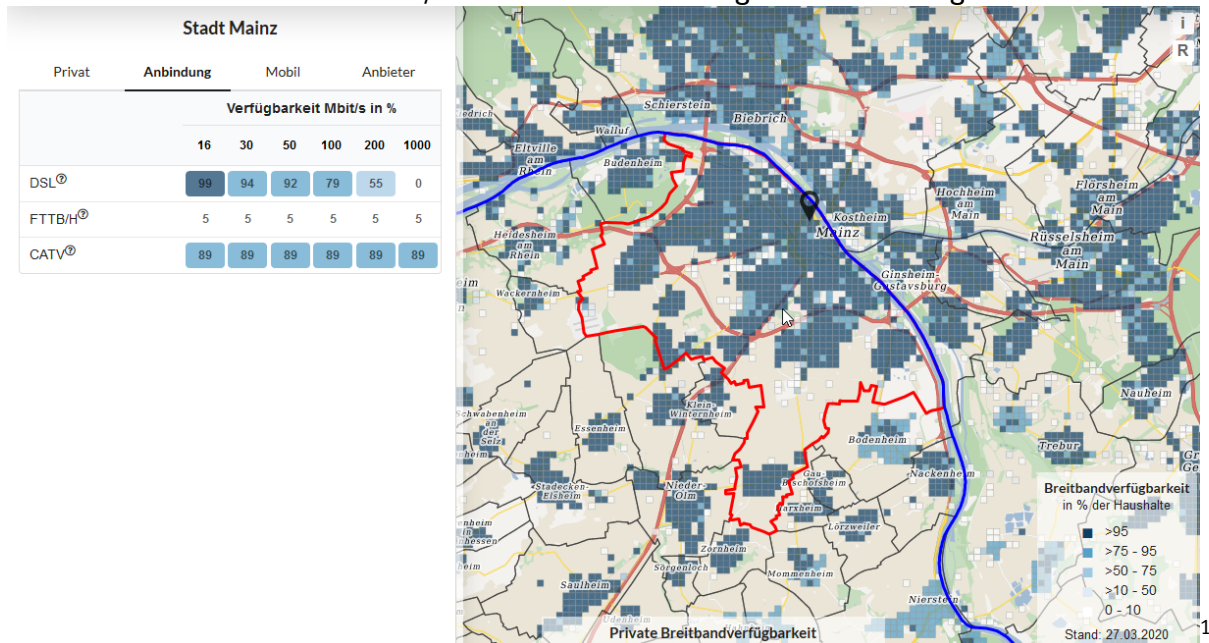 Stadt Mainz
Privat Anbindung Mobil Anbieter
Verfügbarkeit Mbit/s in %
16 30 50 100 200 1000
DSL? 99 94 92 79 55 0
FTTB/H? 5 5 5 5 5 5
CATV? 89 89 89 89 89 89
i
R
Schierstein
Biebrich
Walluf
Eltville
am
Rhein
Budenheim
Hochheim
am
Main
Flörsheim
am
Main
Kostheim
Mainz
Heidesheim
am
Rhein
Rüsselsheim
am
Main
Ginsheim-
Gustavsburg
Wackernheim
Nauheim
Klein
Winternheim
Schwabenheim
an
der
Selz
Essenheim
Bodenheim
Trebur
Gau-
Bischofsheim
Nackenheim
Stadecken-
Elsheim
Nieder-
Olm
Harxheim
Lörzweiler
Zornheim
Sörgenloch
Mommenheim
Saulheim
Nierstein
Udenheim
Breitbandverfügbarkeit
in % der Haushalte
>95
>75 - 95
>50 - 75
>10 - 50
0 - 10
Private Breitbandverfügbarkeit
Stand: 27.03.2020
1